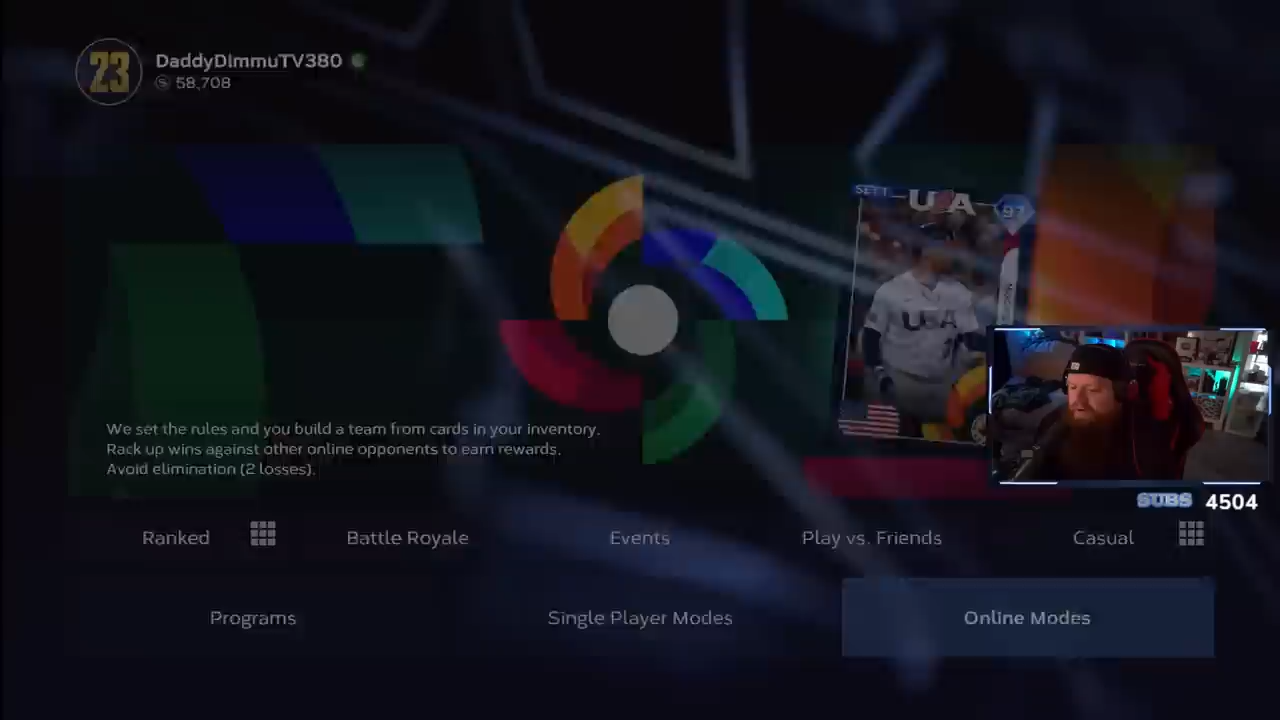 23
DaddyDimmuTV380
58,708
USA
97
USA
We set the rules and you build a team from cards in your inventory.
Rack up wins against other online opponents to earn rewards.
Avoid elimination (2 losses).
SUBS 4504
Ranked
Battle Royale
Events
Play vs. Friends
Casual
Programs
Single Player Modes
Online Modes